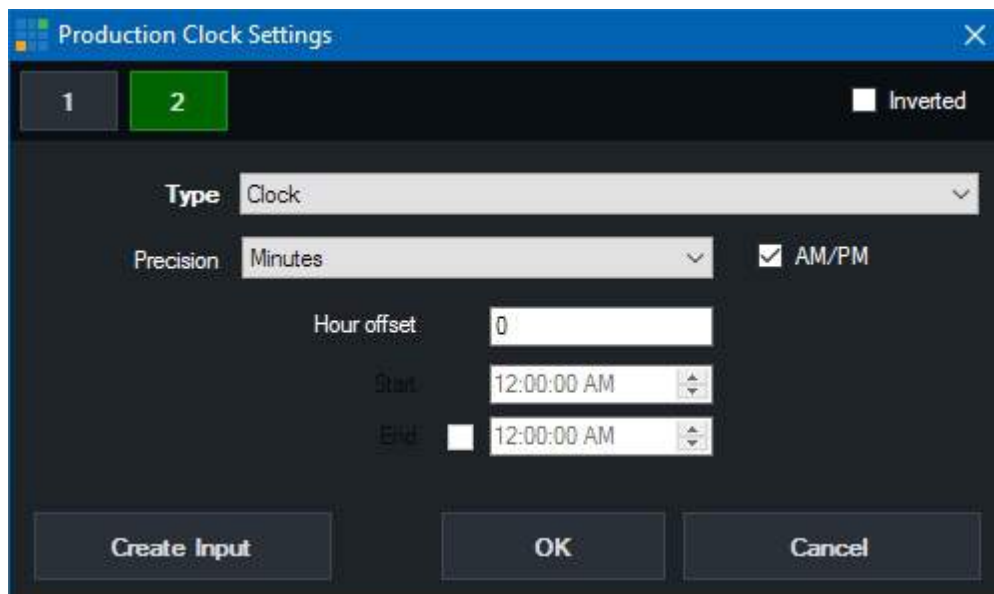 Production Clock Settings
1 2 Inverted
Type Clock
Precision Minutes AM/PM
Hour offset 0
Start 12:00:00 AM
End 12:00:00 AM
Create Input OK Cancel